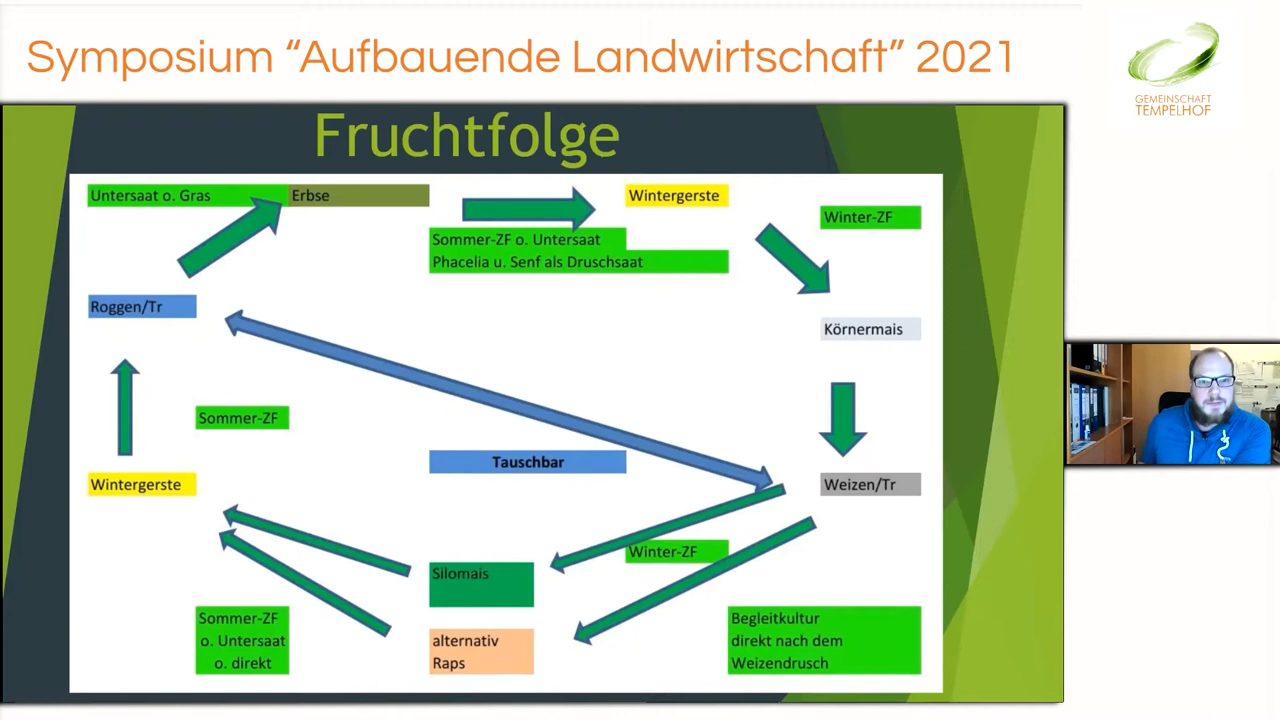 Symposium “Aufbauende Landwirtschaft” 2021
GEMEINSCHAFT
TEMPELHOF
Fruchtfolge
Untersaat o. Gras
Erbse
Wintergerste
Winter-ZF
Sommer-ZF o. Untersaat
Phacelia u. Senf als Druschsaat
Roggen/Tr
Körnermais
Sommer-ZF
Tauschbar
Wintergerste
Weizen/Tr
Winter-ZF
Silomais
Sommer-ZF
o. Untersaat
o. direkt
alternativ
Raps
Begleitkultur
direkt nach dem
Weizendrusch